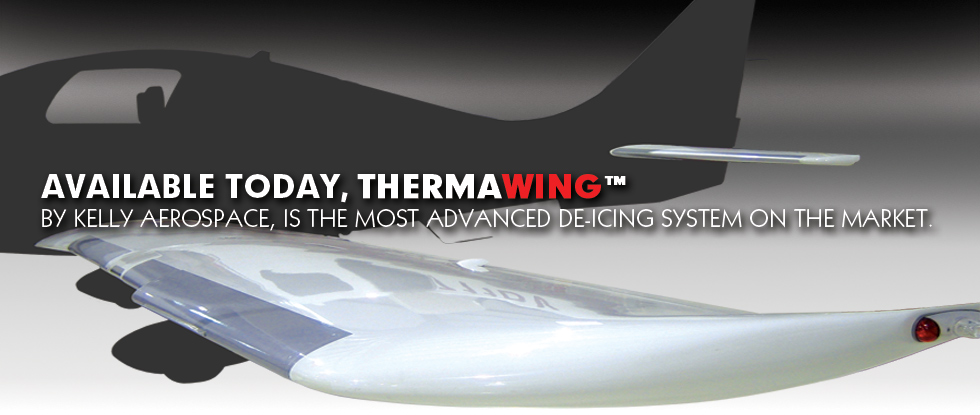 AVAILABLE TODAY, THERMAWING™
BY KELLY AEROSPACE, IS THE MOST ADVANCED DE-ICING SYSTEM ON THE MARKET.